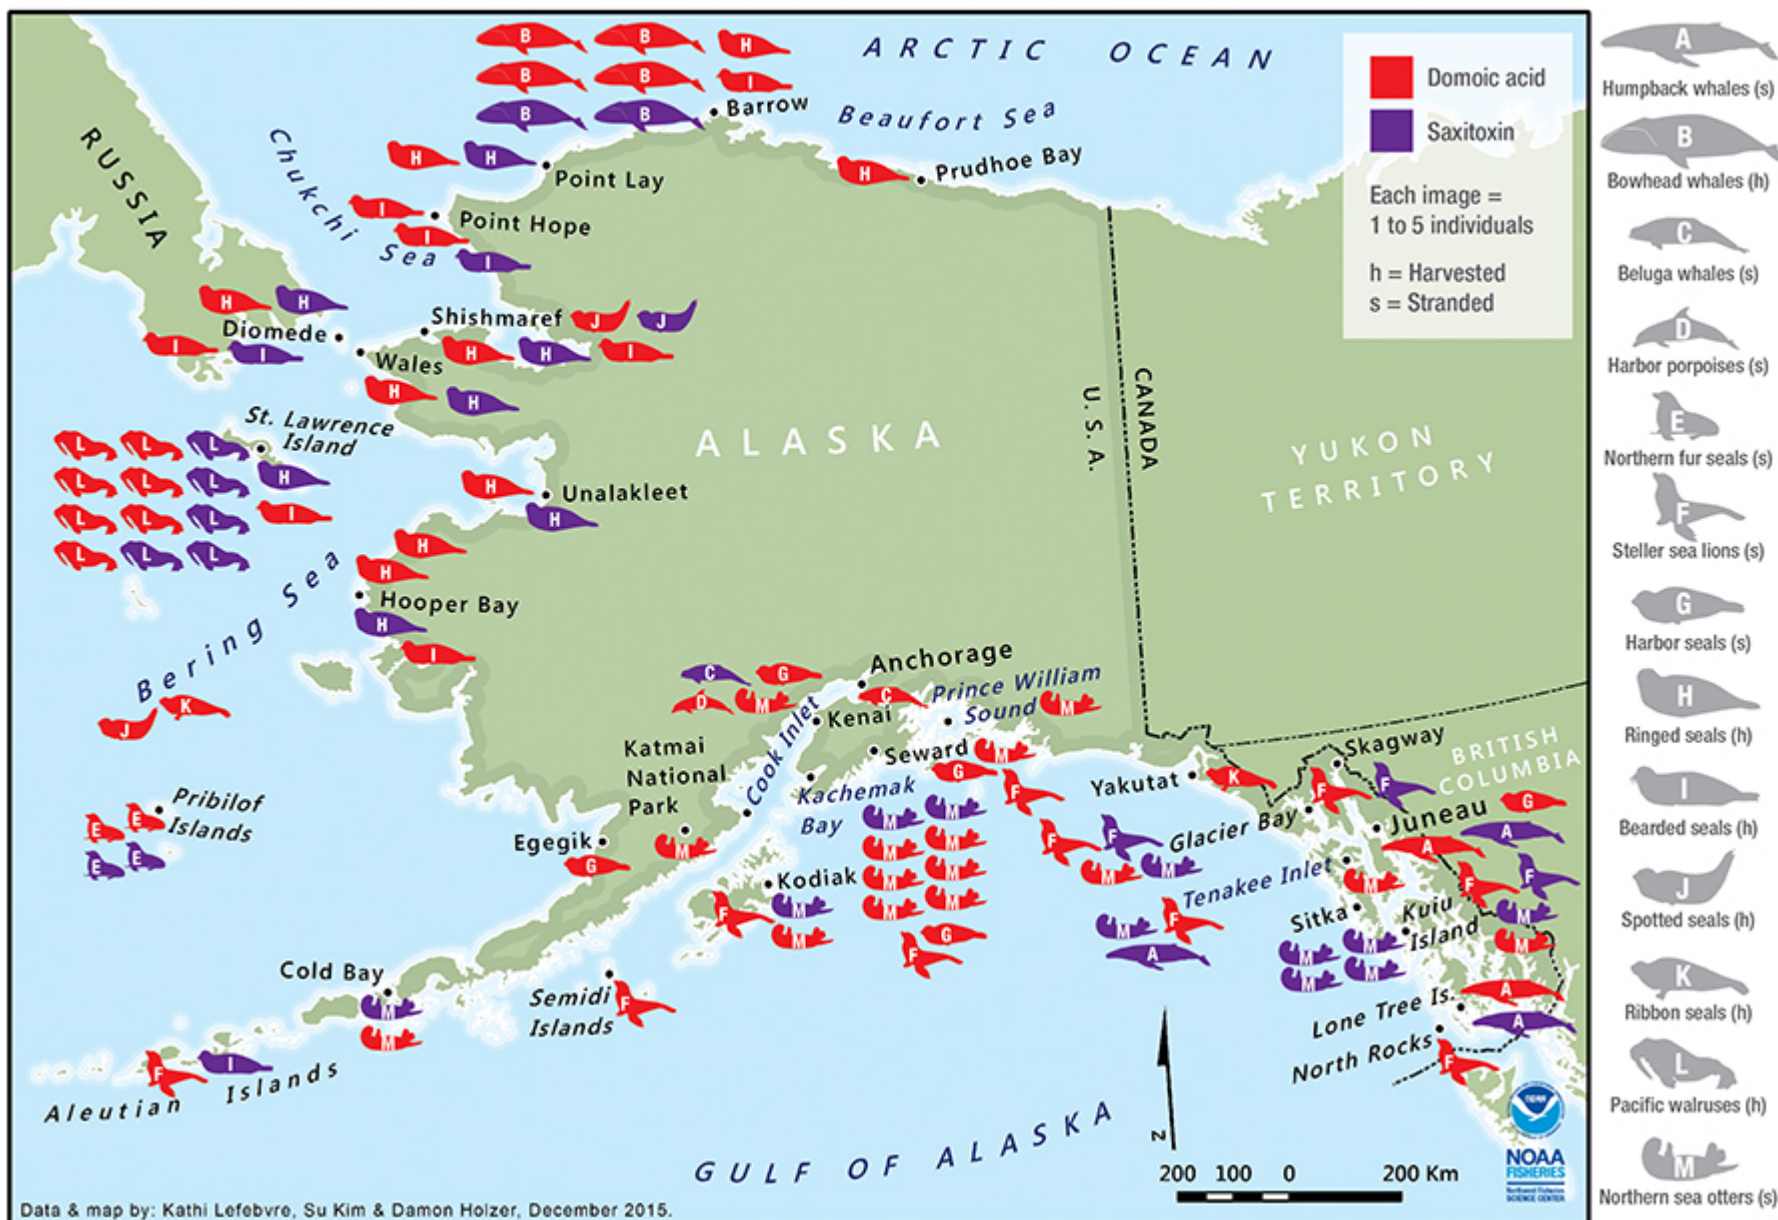 ARCTIC OCEAN
Beaufort Sea
Chukchi Sea
RUSSIA
Barrow
Prudhoe Bay
Point Lay
Point Hope
Shishmaref
Diomede
Wales
St. Lawrence
Island
ALASKA
U. S. A.
CANADA
YUKON
TERRITORY
Unalakleet
Bering Sea
Hooper Bay
Anchorage
Prince William
Sound
Kenai
Cook Inlet
Katmai
National
Park
Seward
Kachemak
Bay
Yakutat
Skagway
BRITISH
COLUMBIA
Glacier Bay
Juneau
Pribilof
Islands
Egegik
Kodiak
Tenakee Inlet
Sitka
Kuiu
Island
Cold Bay
Semidi
Islands
Lone Tree Is.
North Rocks
Aleutian Islands
GULF OF ALASKA
N
200 100 0 200 Km
NOAA
FISHERIES
Northwest Fisheries
SCIENCE CENTER
Data & map by: Kathi Lefebvre, Su Kim & Damon Holzer, December 2015.
Domoic acid
Saxitoxin
Each image =
1 to 5 individuals
h = Harvested
s = Stranded
B B H
B B I
B B
H H
H
I
I
I
H H
I I
J J
H H I
H H
L L L
L L L H
L L L I
L L L
H
H
H
H
H
I
J K
E E
E E
C G
D M C
M
M
G
F
M M
M M
M M
M M
M M
G
F
G
M
F M
M
F
M
M
F I
K
F F
G
A
A
F F
M M
M F
A
M
F F
M
M
M M
M M
A
A
F
A
Humpback whales (s)
B
Bowhead whales (h)
C
Beluga whales (s)
D
Harbor porpoises (s)
E
Northern fur seals (s)
F
Steller sea lions (s)
G
Harbor seals (s)
H
Ringed seals (h)
I
Bearded seals (h)
J
Spotted seals (h)
K
Ribbon seals (h)
L
Pacific walruses (h)
M
Northern sea otters (s)